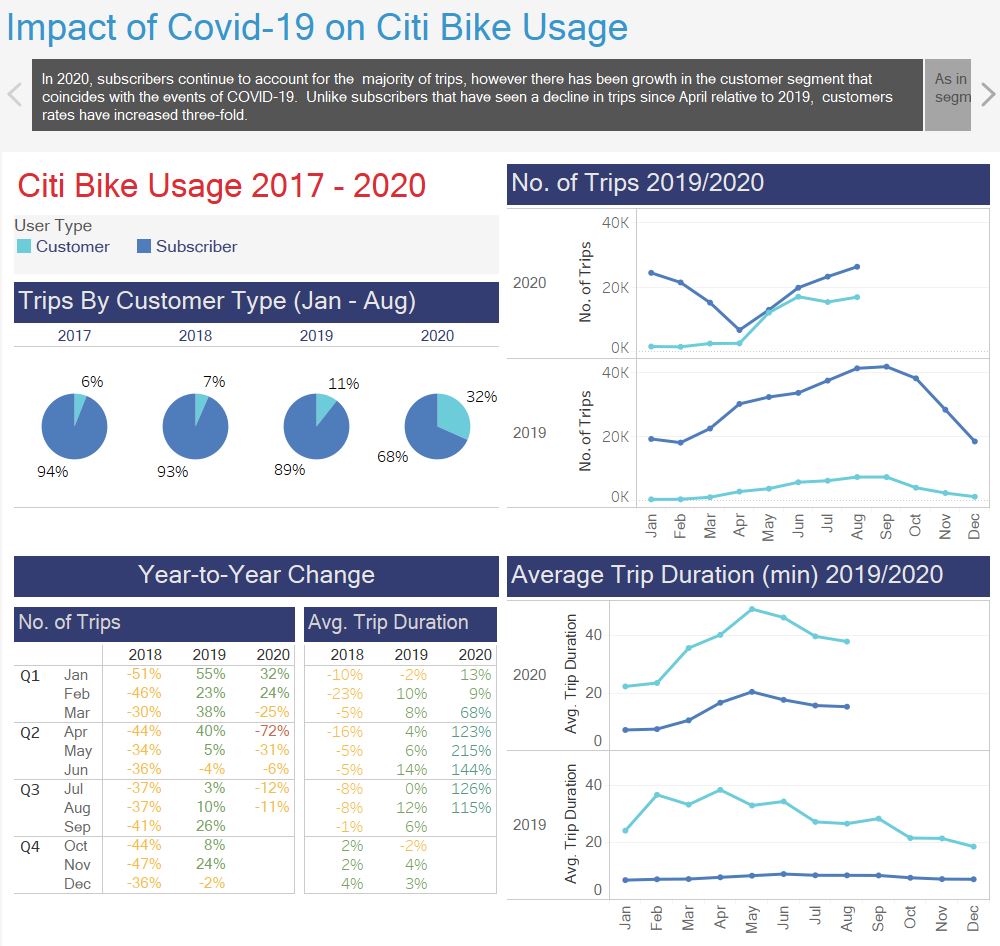 Impact of Covid-19 on Citi Bike Usage
In 2020, subscribers continue to account for the majority of trips, however there has been growth in the customer segment that
coincides with the events of COVID-19. Unlike subscribers that have seen a decline in trips since April relative to 2019, customers
rates have increased three-fold.
As in
segm
Citi Bike Usage 2017 - 2020
User Type
Customer Subscriber
Trips By Customer Type (Jan - Aug)
2017 2018 2019 2020
6% 7% 11% 32%
94% 93% 89% 68%
No. of Trips 2019/2020
2020
No. of Trips
40K
20K
0K
2019
No. of Trips
40K
20K
0K
Jan Feb Mar Apr May Jun Jul Aug Sep Oct Nov Dec
Year-to-Year Change
No. of Trips Avg. Trip Duration
2018 2019 2020 2018 2019 2020
Q1 Jan -51% 55% 32% -10% -2% 13%
Feb -46% 23% 24% -23% 10% 9%
Mar -30% 38% -25% -5% 8% 68%
Q2 Apr -44% 40% -72% -16% 4% 123%
May -34% 5% -31% -5% 6% 215%
Jun -36% -4% -6% -5% 14% 144%
Q3 Jul -37% 3% -12% -8% 0% 126%
Aug -37% 10% -11% -8% 12% 115%
Sep -41% 26% -1% 6%
Q4 Oct -44% 8% 2% -2%
Nov -47% 24% 2% 4%
Dec -36% -2% 4% 3%
Average Trip Duration (min) 2019/2020
2020
Avg. Trip Duration
40
20
0
2019
Avg. Trip Duration
40
20
0
Jan Feb Mar Apr May Jun Jul Aug Sep Oct Nov Dec